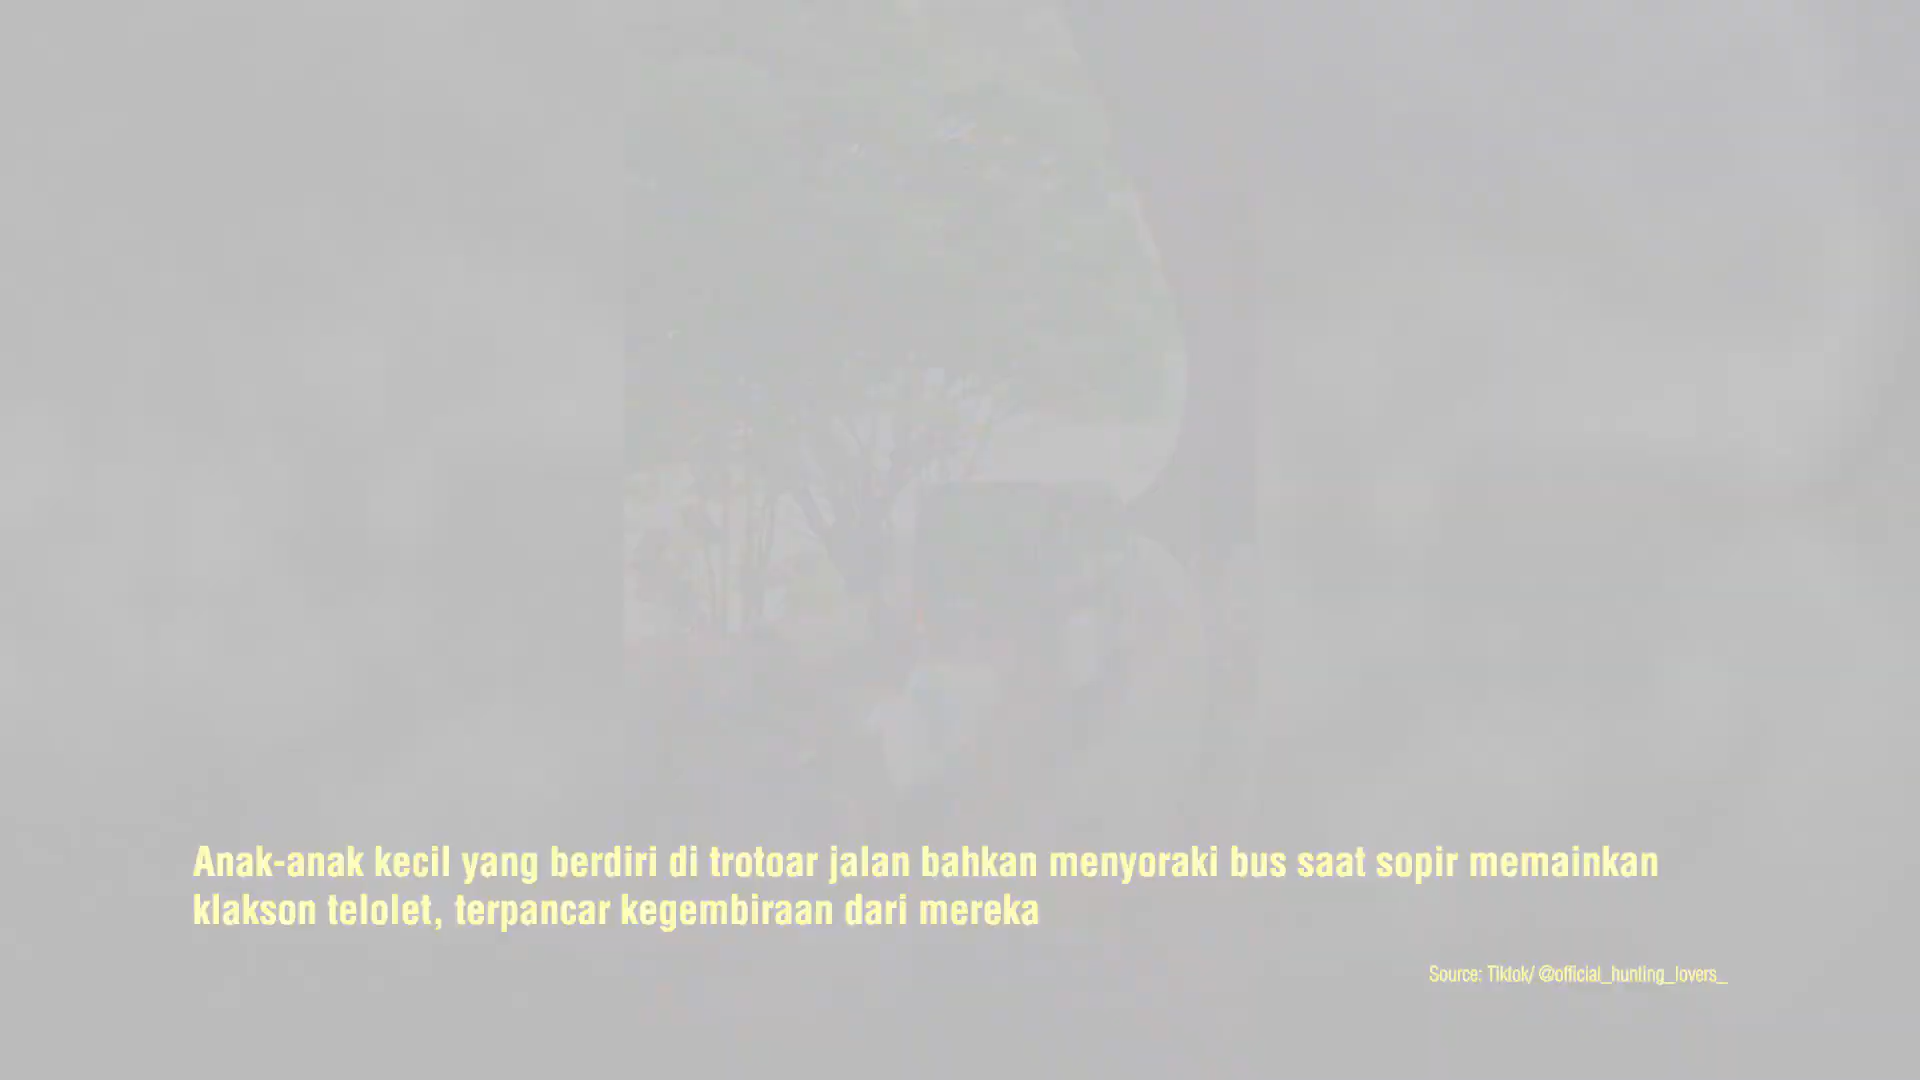 Anak-anak kecil yang berdiri di trotoar jalan bahkan menyoraki bus saat sopir memainkan
klakson telolet, terpancar kegembiraan dari mereka
Source: Tiktok/ @official_hunting_lovers_